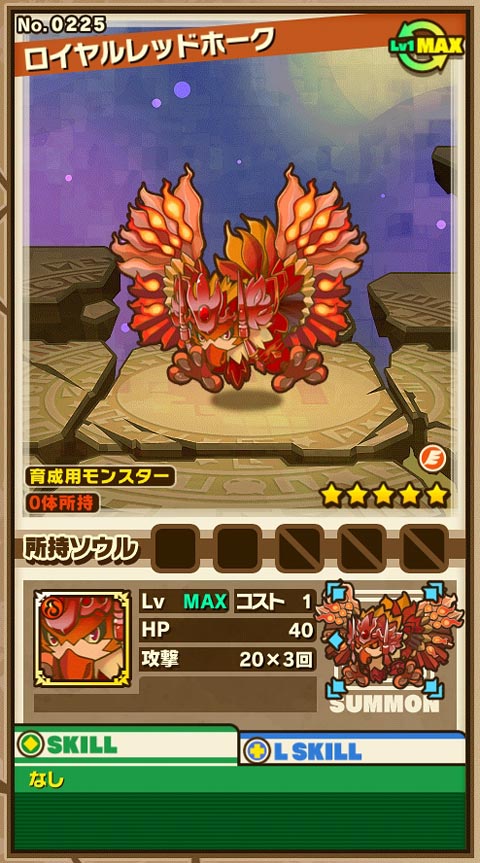 No.0225
ロイヤルレッドホーク
Lv1 MAX
育成用モンスター
0体所持
所持ソウル
Lv MAX コスト 1
HP 40
攻撃 20×3回
SUMMON
SKILL
L SKILL
なし